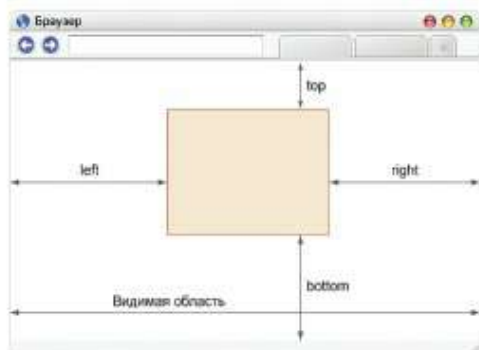 Браузер
top
left
right
bottom
Видимая область